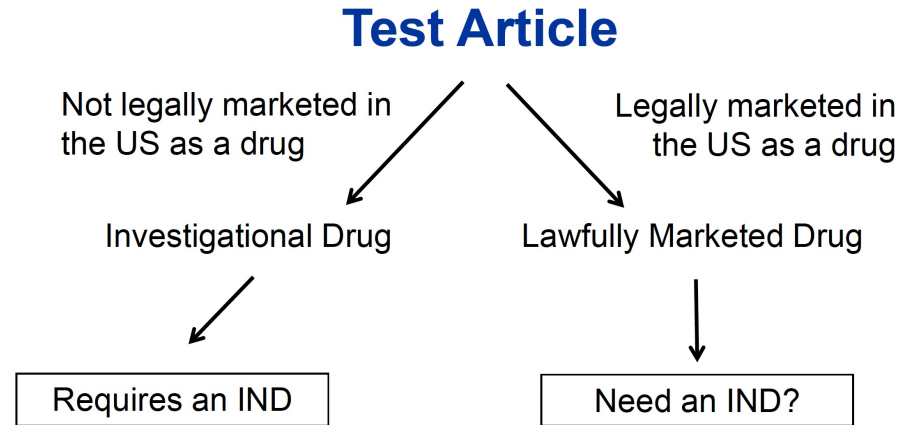 Test Article
Not legally marketed in
the US as a drug
Legally marketed in
the US as a drug
Investigational Drug
Lawfully Marketed Drug
Requires an IND
Need an IND?